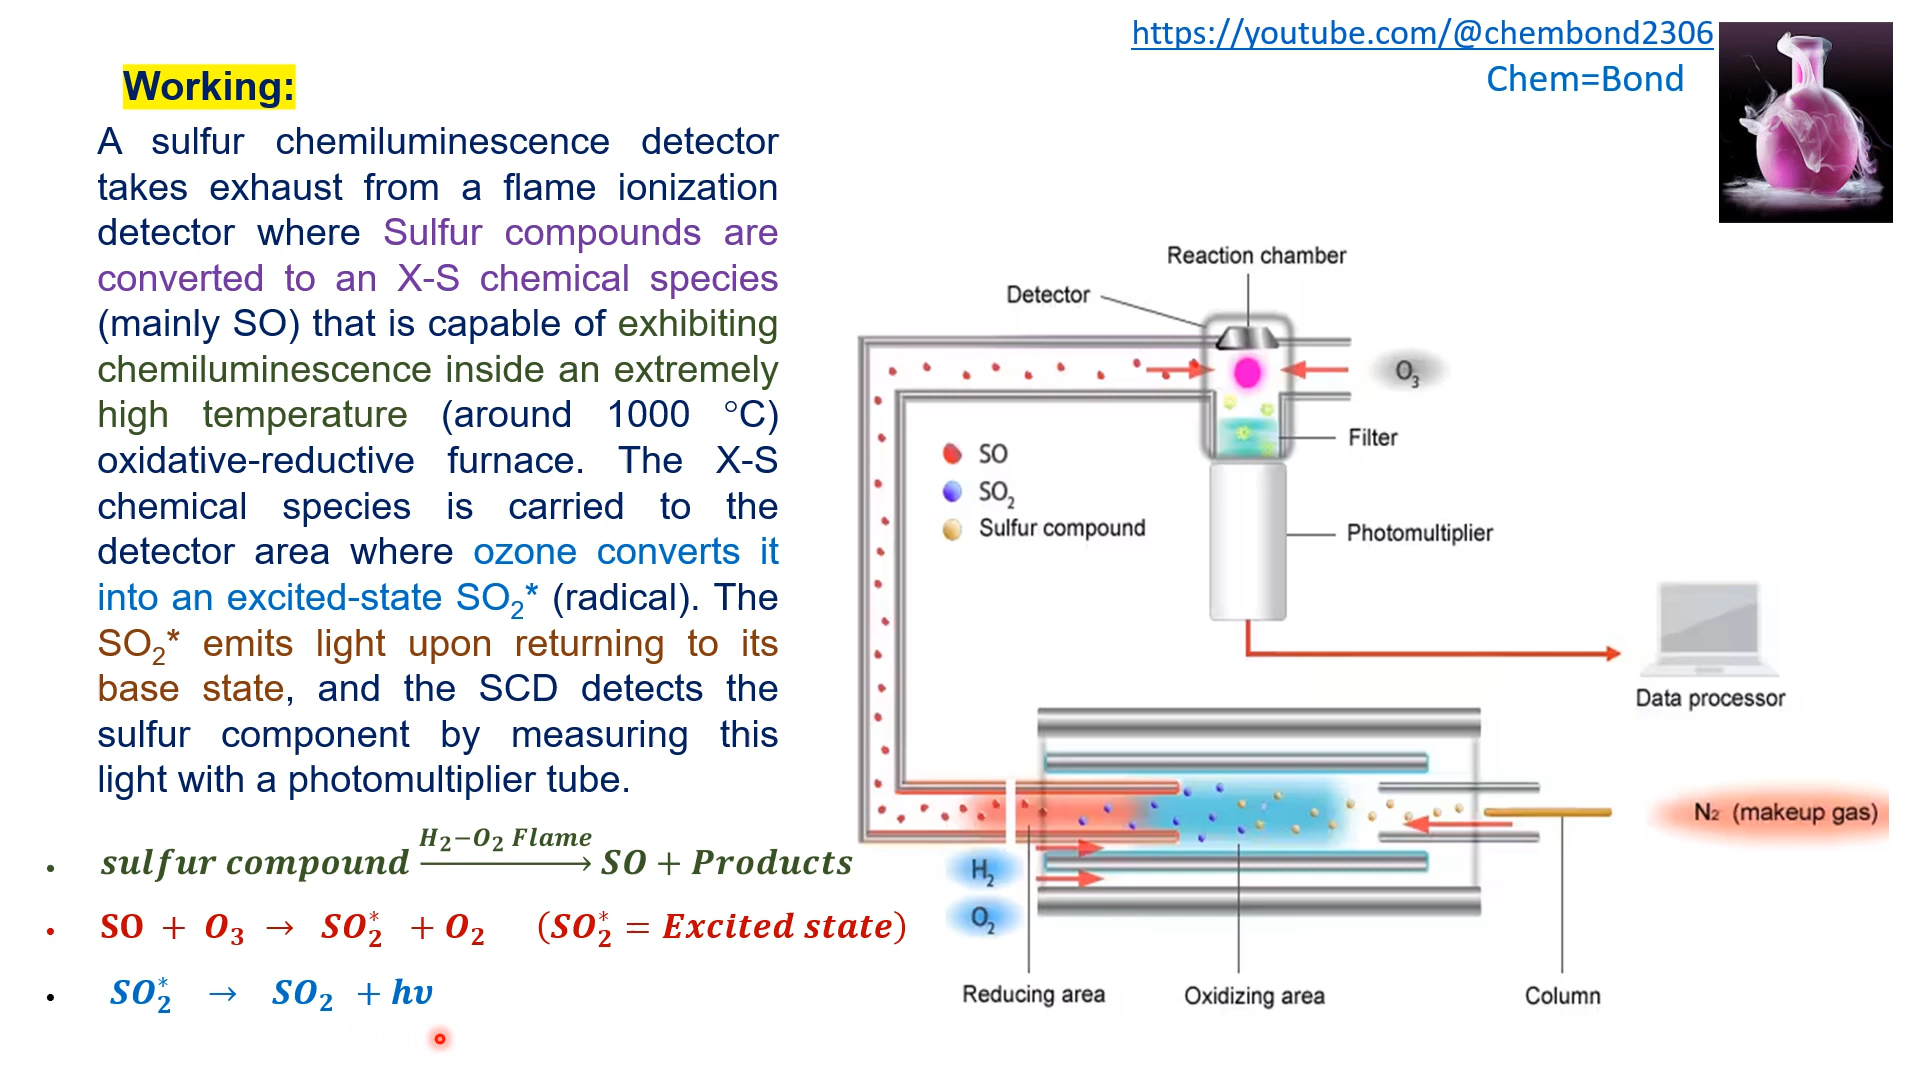 https://youtube.com/@chembond2306
Chem=Bond
Working:
A sulfur chemiluminescence detector
takes exhaust from a flame ionization
detector where Sulfur compounds are
converted to an X-S chemical species
(mainly SO) that is capable of exhibiting
chemiluminescence inside an extremely
high temperature (around 1000 °C)
oxidative-reductive furnace. The X-S
chemical species is carried to the
detector area where ozone converts it
into an excited-state SO₂* (radical). The
SO₂* emits light upon returning to its
base state, and the SCD detects the
sulfur component by measuring this
light with a photomultiplier tube.
• sulfur compound H₂−O₂ Flame → SO + Products
• SO + O₃ → SO₂* + O₂ (SO₂* = Excited state)
• SO₂* → SO₂ + hυ
Reaction chamber
Detector
O₃
Filter
SO
SO₂
Sulfur compound
Photomultiplier
Data processor
N₂ (makeup gas)
H₂
O₂
Reducing area
Oxidizing area
Column